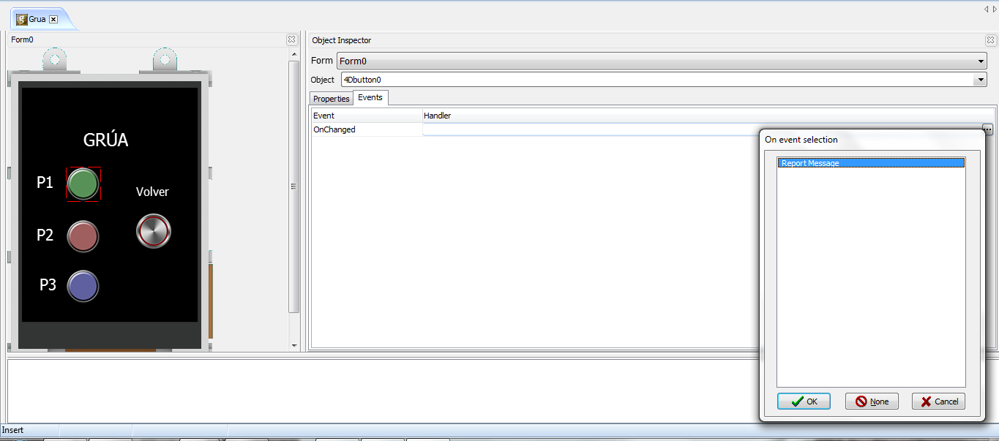 Grua
Form0
Object Inspector
Form Form0
Object 4Dbutton0
Properties Events
Event Handler
OnChanged
GRÚA
P1
Volver
P2
P3
On event selection
Report Message
OK None Cancel
Insert